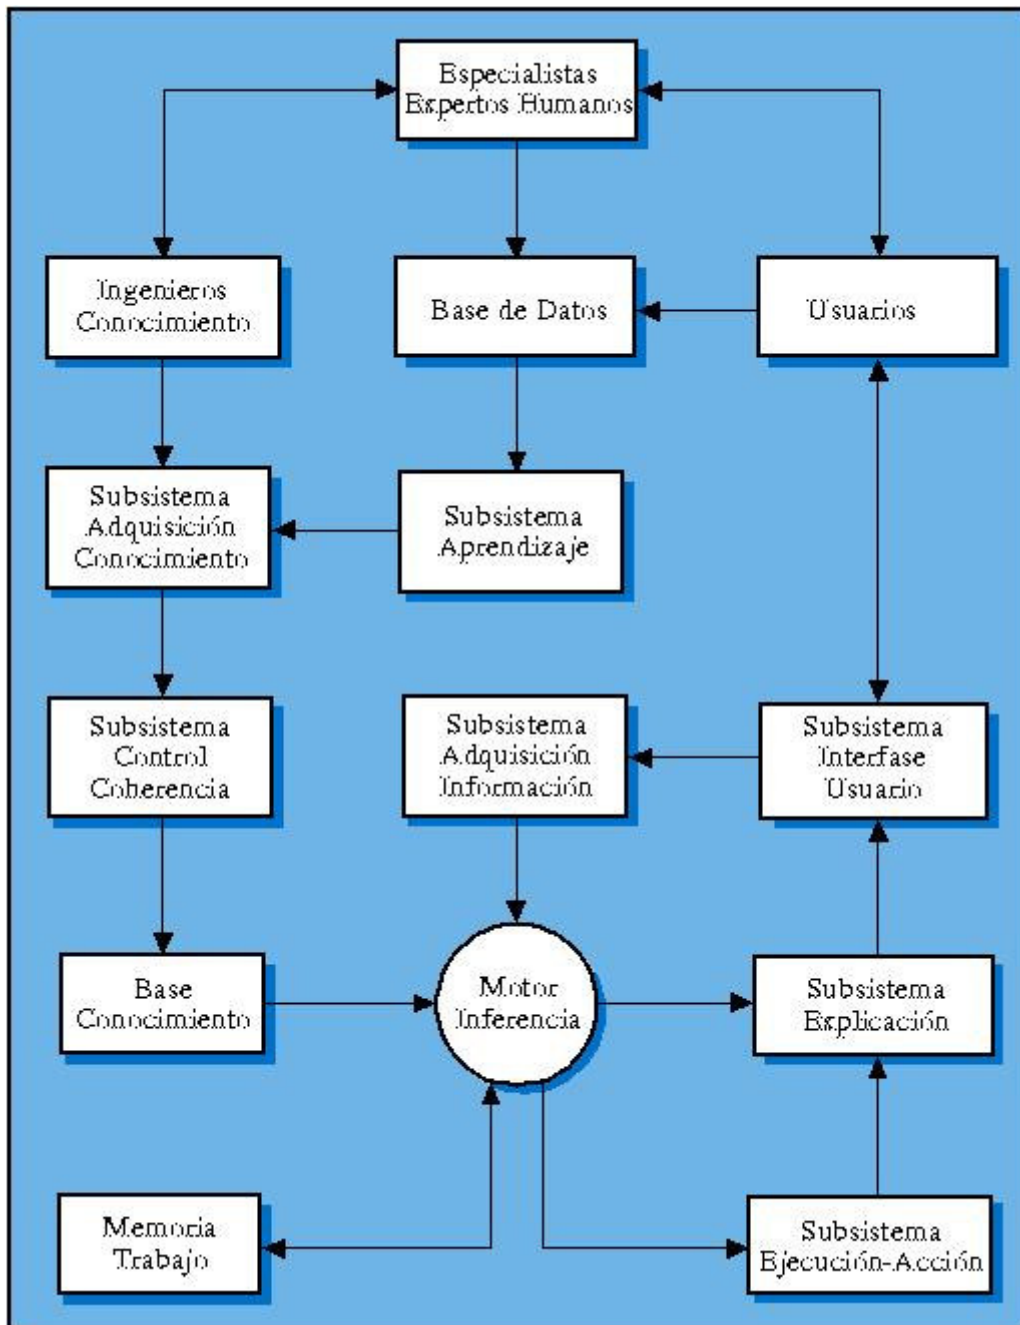 Especialistas
Expertos Humanos
Ingenieros
Conocimiento
Base de Datos
Usuarios
Subsistema
Adquisición
Conocimiento
Subsistema
Aprendizaje
Subsistema
Control
Coherencia
Subsistema
Adquisición
Información
Subsistema
Interfase
Usuario
Base
Conocimiento
Motor
Inferencia
Subsistema
Explicación
Memoria
Trabajo
Subsistema
Ejecución-Acción